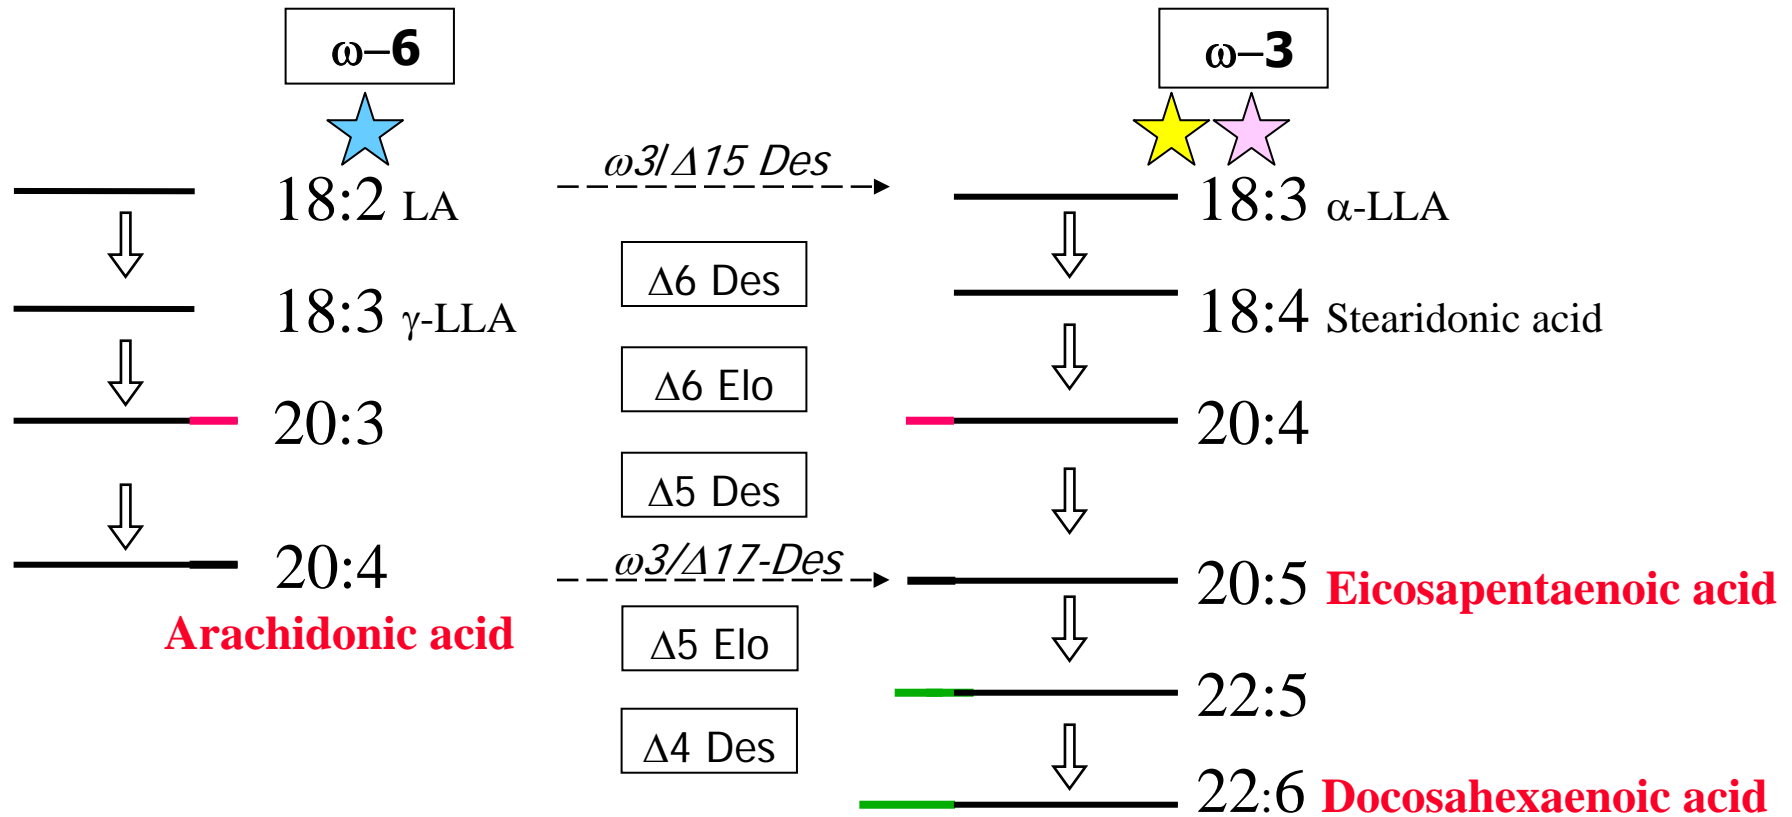 ω–6
ω–3
ω3/Δ15 Des
18:2 LA
18:3 α-LLA
Δ6 Des
18:3 γ-LLA
18:4 Stearidonic acid
Δ6 Elo
20:3
20:4
Δ5 Des
ω3/Δ17-Des
20:4
20:5 Eicosapentaenoic acid
Arachidonic acid
Δ5 Elo
22:5
Δ4 Des
22:6 Docosahexaenoic acid